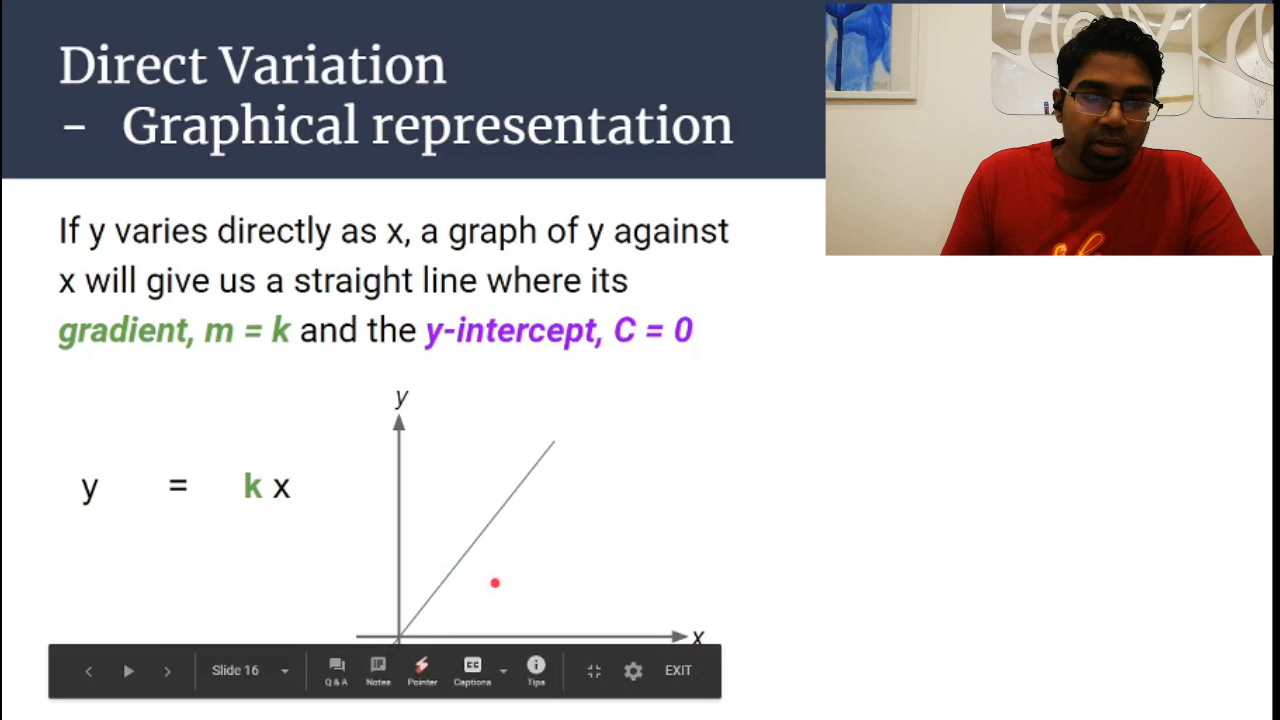 Direct Variation
- Graphical representation
If y varies directly as x, a graph of y against
x will give us a straight line where its
gradient, m = k and the y-intercept, C = 0
y
y = k x
x
Slide 16 Q & A Notes Pointer CC Captions Tips EXIT